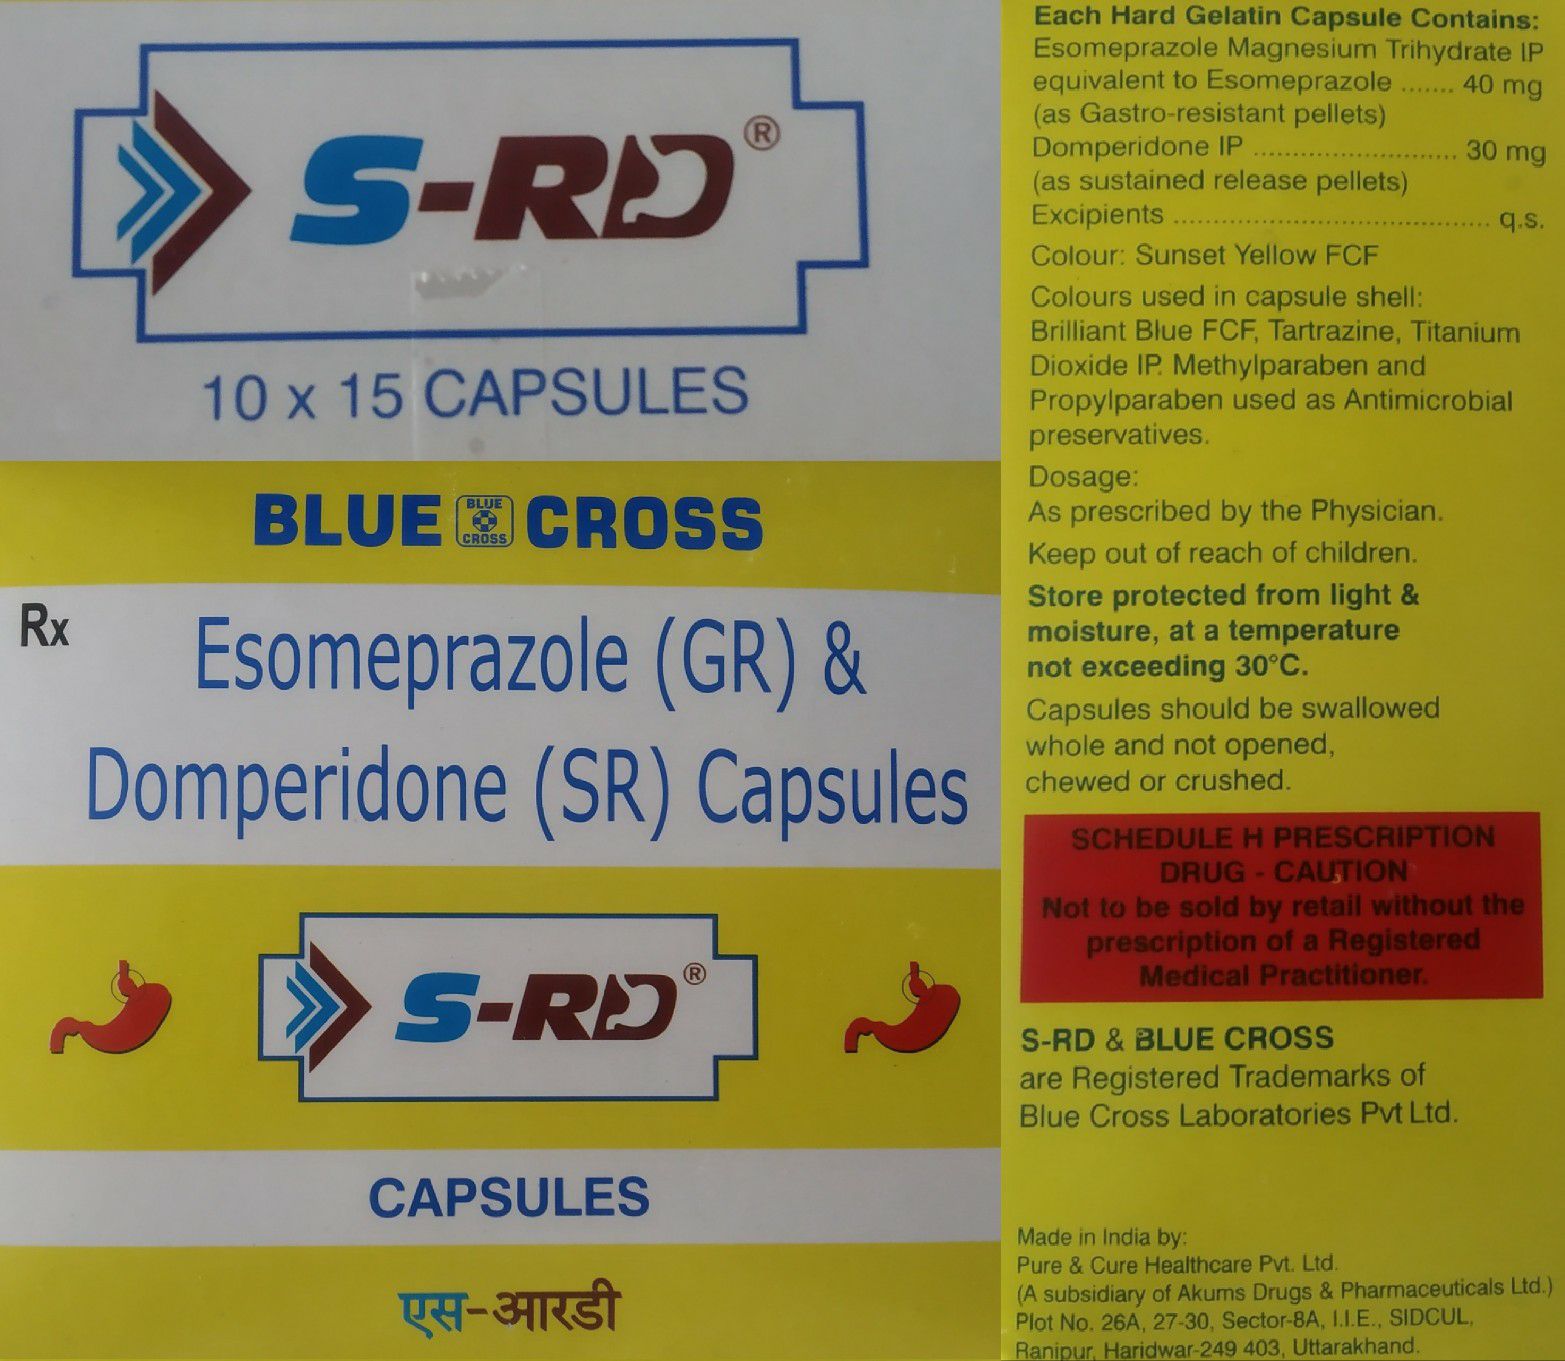 S-RD®
10 x 15 CAPSULES
BLUE BLUE CROSS CROSS
Rx
Esomeprazole (GR) &
Domperidone (SR) Capsules
S-RD®
CAPSULES
एस-आरडी
Each Hard Gelatin Capsule Contains:
Esomeprazole Magnesium Trihydrate IP
equivalent to Esomeprazole ....... 40 mg
(as Gastro-resistant pellets)
Domperidone IP .......................... 30 mg
(as sustained release pellets)
Excipients ........................................ q.s.
Colour: Sunset Yellow FCF
Colours used in capsule shell:
Brilliant Blue FCF, Tartrazine, Titanium
Dioxide IP. Methylparaben and
Propylparaben used as Antimicrobial
preservatives.
Dosage:
As prescribed by the Physician.
Keep out of reach of children.
Store protected from light &
moisture, at a temperature
not exceeding 30°C.
Capsules should be swallowed
whole and not opened,
chewed or crushed.
SCHEDULE H PRESCRIPTION
DRUG - CAUTION
Not to be sold by retail without the
prescription of a Registered
Medical Practitioner.
S-RD & BLUE CROSS
are Registered Trademarks of
Blue Cross Laboratories Pvt Ltd.
Made in India by:
Pure & Cure Healthcare Pvt. Ltd.
(A subsidiary of Akums Drugs & Pharmaceuticals Ltd.)
Plot No. 26A, 27-30, Sector-8A, I.I.E., SIDCUL,
Ranipur, Haridwar-249 403, Uttarakhand.